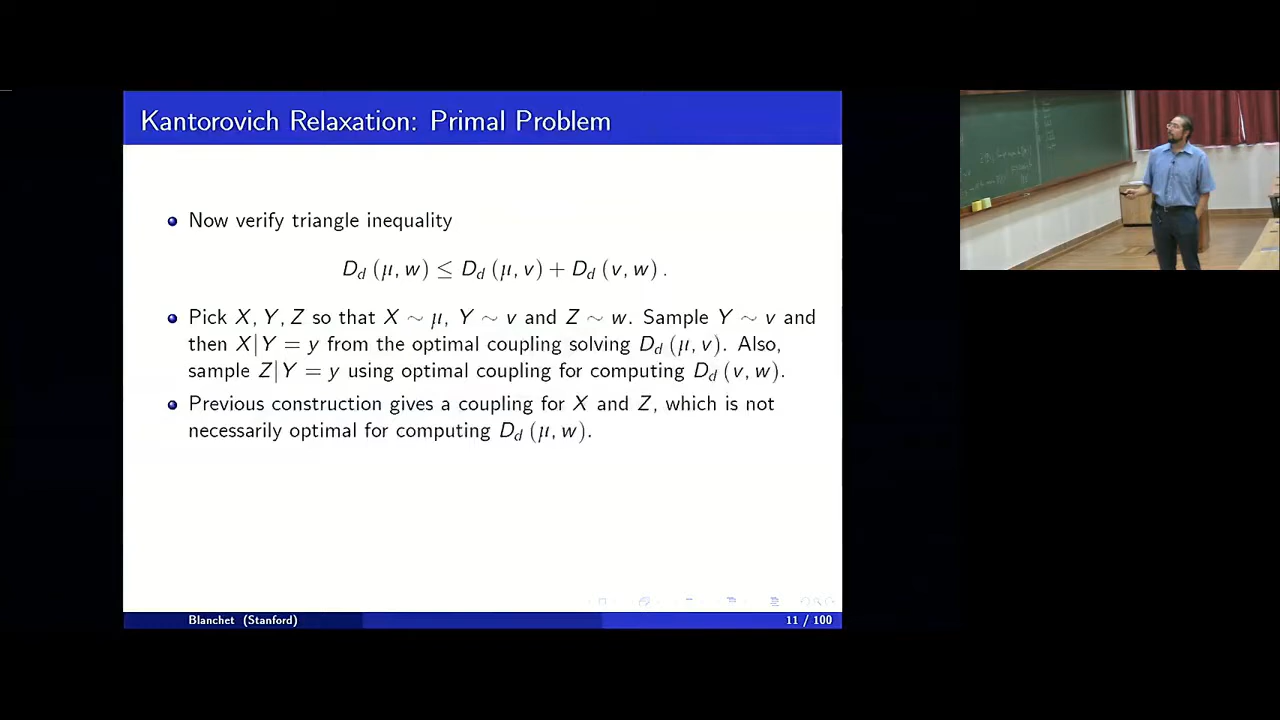 Kantorovich Relaxation: Primal Problem
Now verify triangle inequality
D_d (μ, w) ≤ D_d (μ, v) + D_d (v, w) .
Pick X, Y, Z so that X ∼ μ, Y ∼ v and Z ∼ w. Sample Y ∼ v and
then X|Y = y from the optimal coupling solving D_d (μ, v). Also,
sample Z|Y = y using optimal coupling for computing D_d (v, w).
Previous construction gives a coupling for X and Z, which is not
necessarily optimal for computing D_d (μ, w).
Blanchet (Stanford)
11 / 100